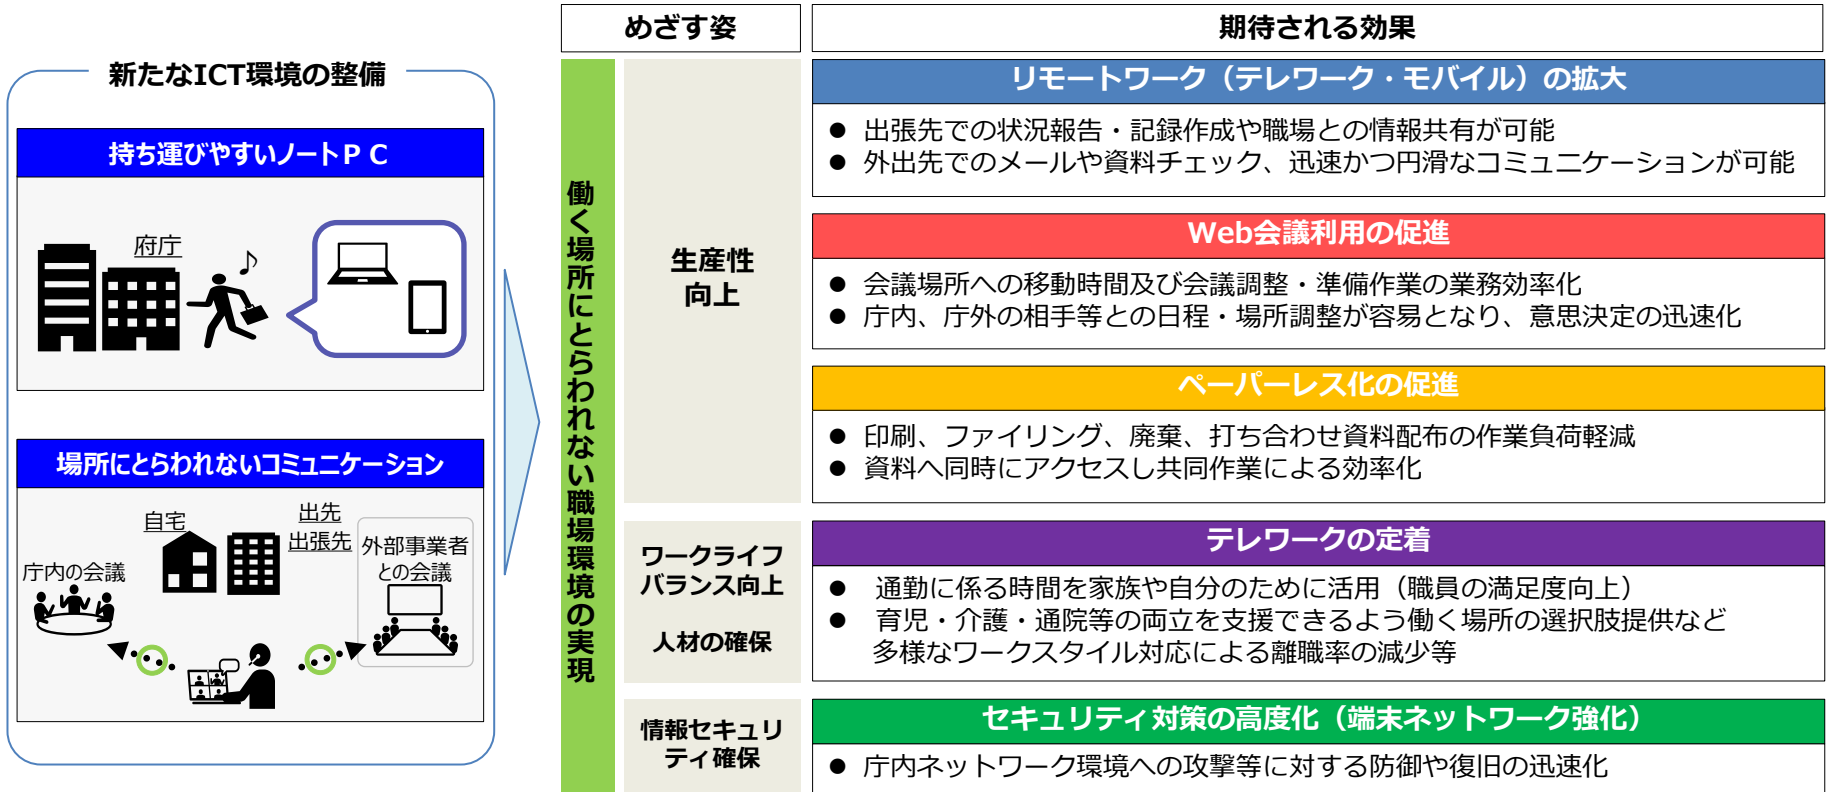 新たなICT環境の整備
持ち運びやすいノートＰＣ
府庁
場所にとらわれないコミュニケーション
自宅
出先
出張先
庁内の会議
外部事業者
との会議
めざす姿
期待される効果
働く場所にとらわれない職場環境の実現
生産性
向上
リモートワーク（テレワーク・モバイル）の拡大
● 出張先での状況報告・記録作成や職場との情報共有が可能
● 外出先でのメールや資料チェック、迅速かつ円滑なコミュニケーションが可能
Web会議利用の促進
● 会議場所への移動時間及び会議調整・準備作業の業務効率化
● 庁内、庁外の相手等との日程・場所調整が容易となり、意思決定の迅速化
ペーパーレス化の促進
● 印刷、ファイリング、廃棄、打ち合わせ資料配布の作業負荷軽減
● 資料へ同時にアクセスし共同作業による効率化
ワークライフ
バランス向上
人材の確保
テレワークの定着
● 通勤に係る時間を家族や自分のために活用（職員の満足度向上）
● 育児・介護・通院等の両立を支援できるよう働く場所の選択肢提供など
多様なワークスタイル対応による離職率の減少等
情報セキュリ
ティ確保
セキュリティ対策の高度化（端末ネットワーク強化）
● 庁内ネットワーク環境への攻撃等に対する防御や復旧の迅速化